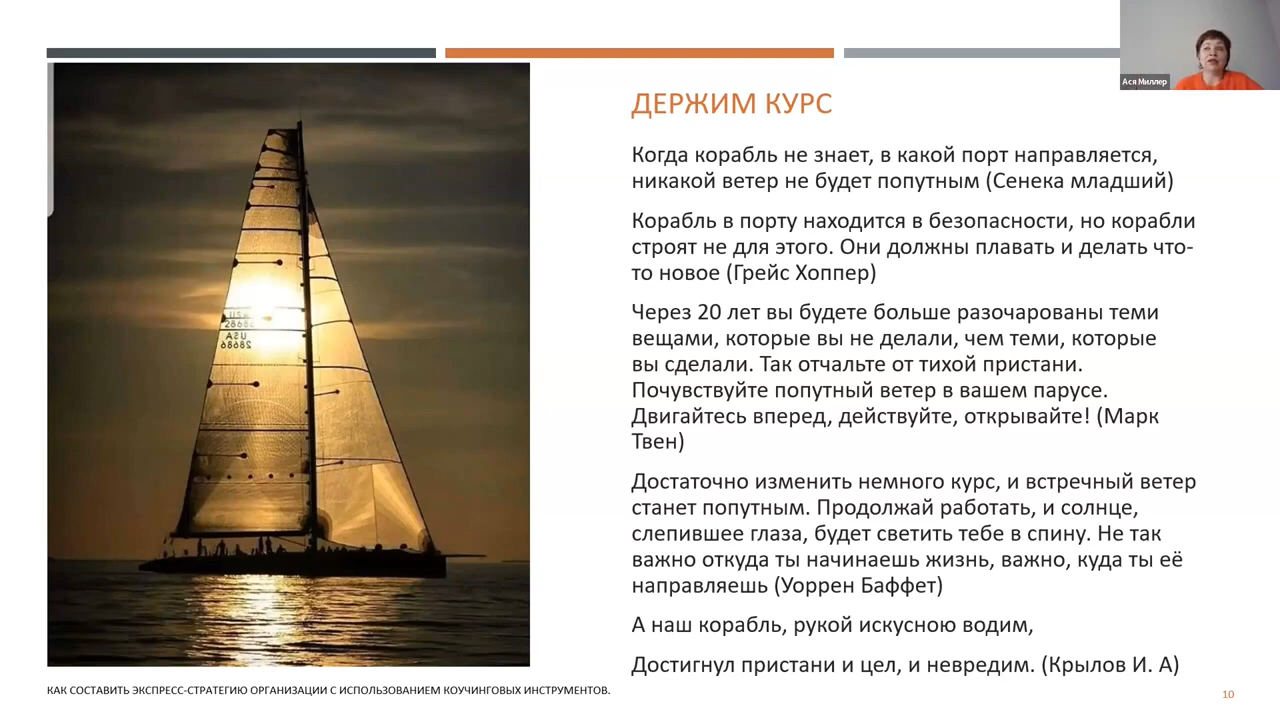 Ася Миллер
ДЕРЖИМ КУРС
Когда корабль не знает, в какой порт направляется,
никакой ветер не будет попутным (Сенека младший)
Корабль в порту находится в безопасности, но корабли
строят не для этого. Они должны плавать и делать что-
то новое (Грейс Хоппер)
Через 20 лет вы будете больше разочарованы теми
вещами, которые вы не делали, чем теми, которые
вы сделали. Так отчальте от тихой пристани.
Почувствуйте попутный ветер в вашем парусе.
Двигайтесь вперед, действуйте, открывайте! (Марк
Твен)
Достаточно изменить немного курс, и встречный ветер
станет попутным. Продолжай работать, и солнце,
слепившее глаза, будет светить тебе в спину. Не так
важно откуда ты начинаешь жизнь, важно, куда ты её
направляешь (Уоррен Баффет)
А наш корабль, рукой искусною водим,
Достигнул пристани и цел, и невредим. (Крылов И. А)
USA
28686
USA
28686
КАК СОСТАВИТЬ ЭКСПРЕСС-СТРАТЕГИЮ ОРГАНИЗАЦИИ С ИСПОЛЬЗОВАНИЕМ КОУЧИНГОВЫХ ИНСТРУМЕНТОВ.
10